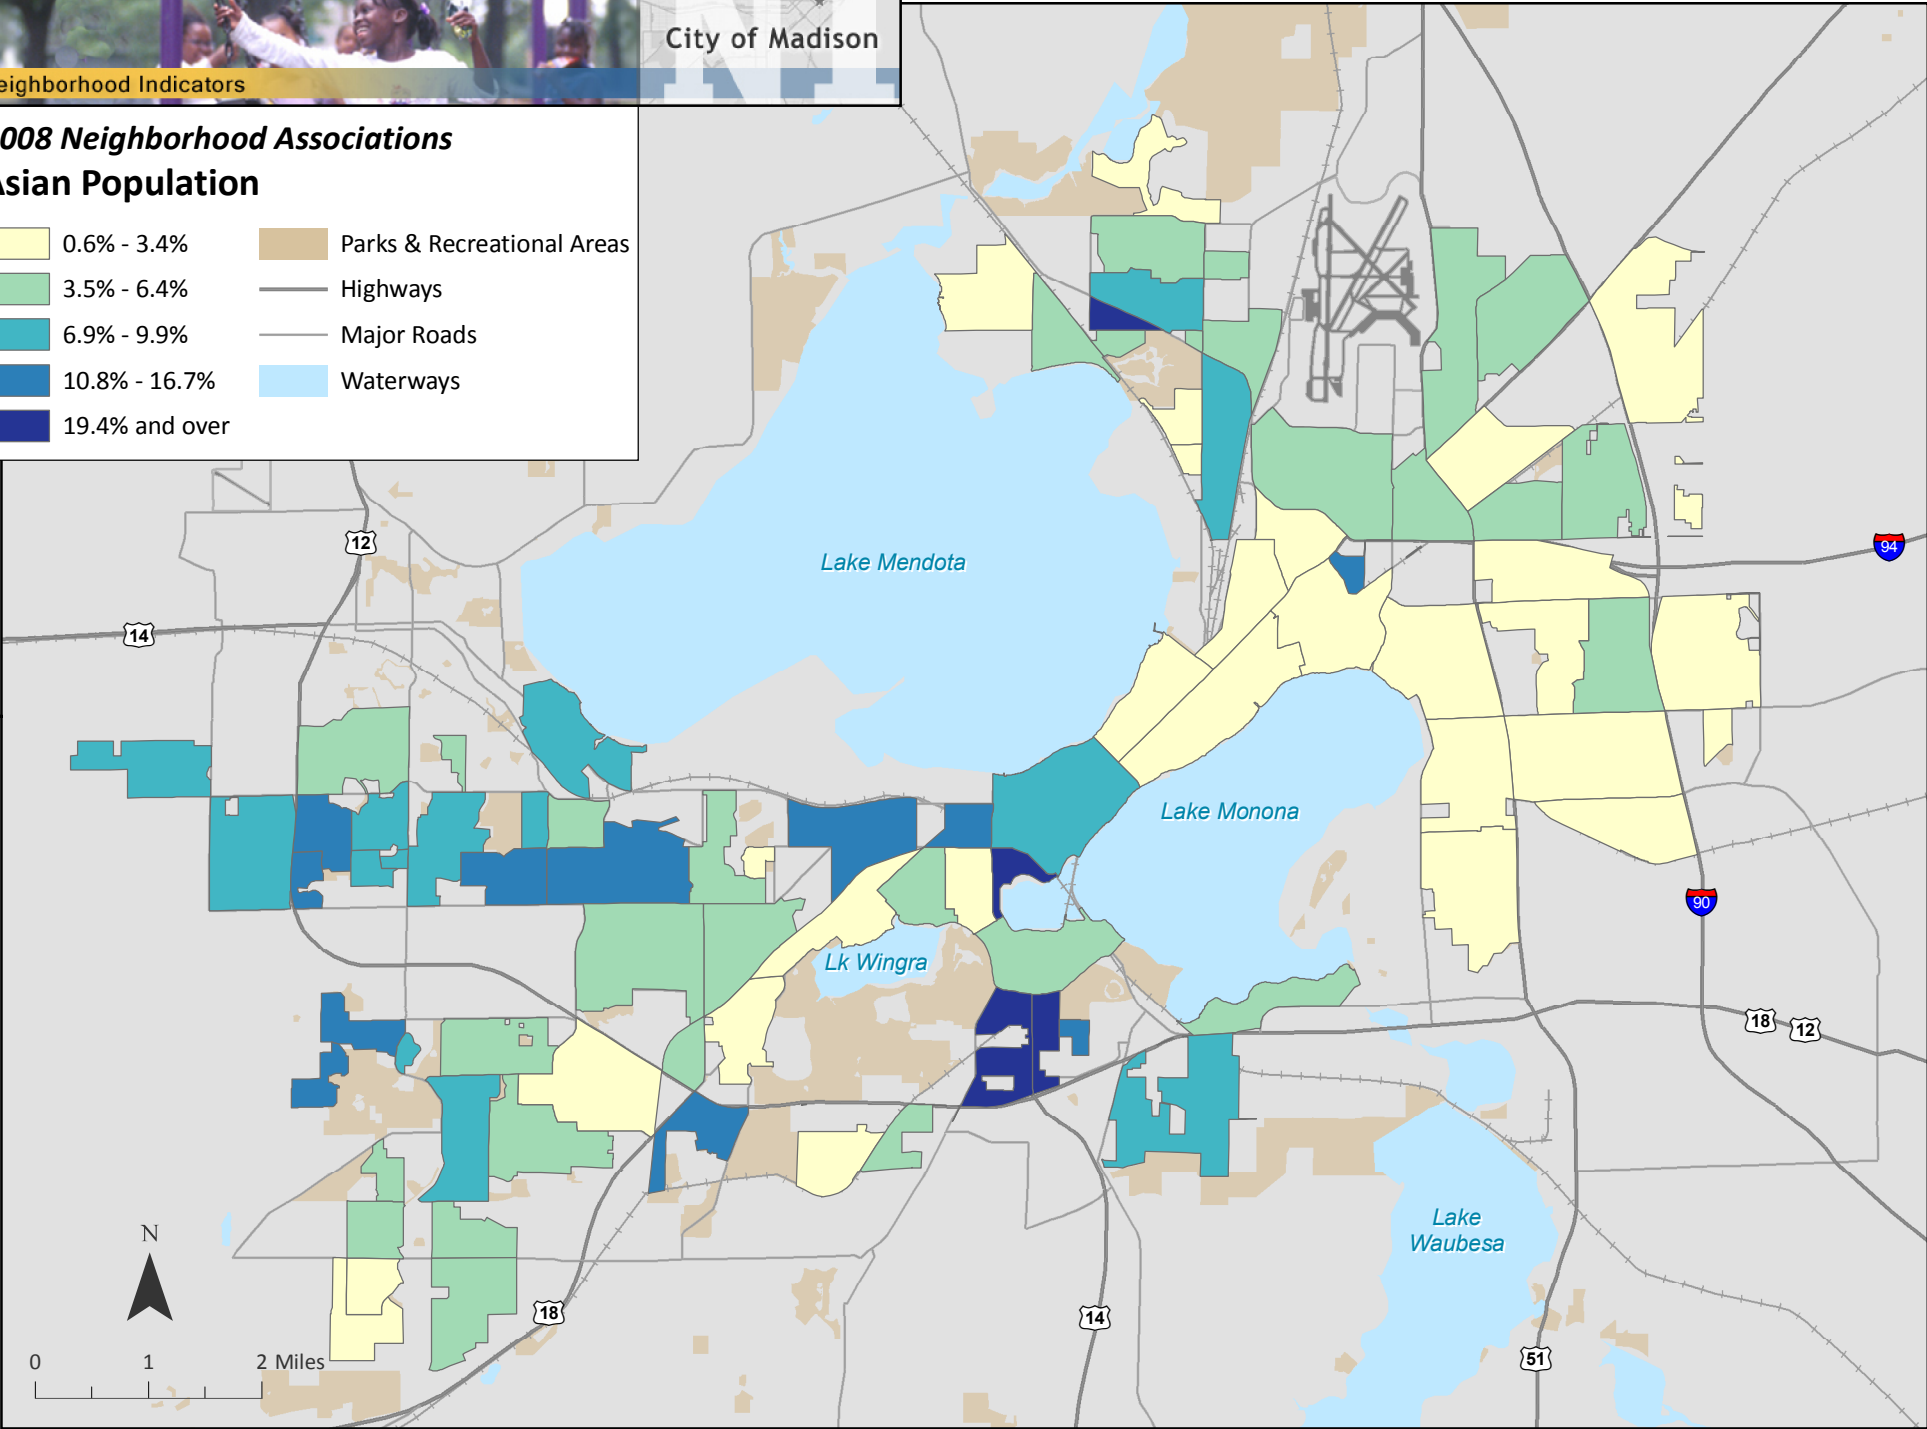 City of Madison
eighborhood Indicators
008 Neighborhood Associations
Asian Population
0.6% - 3.4%
3.5% - 6.4%
6.9% - 9.9%
10.8% - 16.7%
19.4% and over
Parks & Recreational Areas
Highways
Major Roads
Waterways
12
14
94
Lake Mendota
Lake Monona
90
Lk Wingra
18
12
Lake
Waubesa
N
18
14
51
0 1 2 Miles